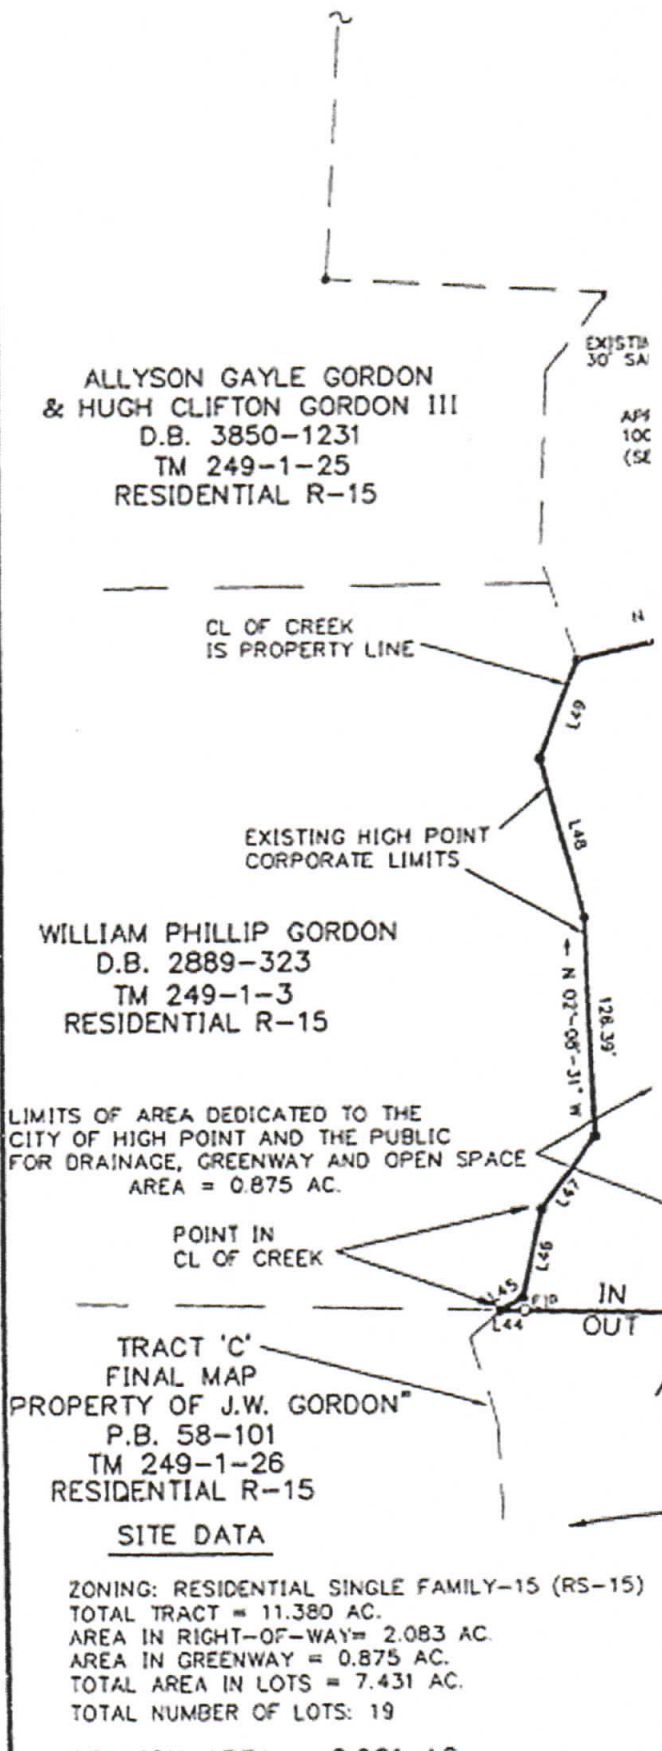 EXISTIN
30' SA
ALLYSON GAYLE GORDON
& HUGH CLIFTON GORDON III
D.B. 3850-1231
TM 249-1-25
RESIDENTIAL R-15
100
(SE
N
CL OF CREEK
IS PROPERTY LINE
L49
L48
EXISTING HIGH POINT
CORPORATE LIMITS
WILLIAM PHILLIP GORDON
D.B. 2889-323
TM 249-1-3
RESIDENTIAL R-15
126.39'
← N 02°-06'-31" W
LIMITS OF AREA DEDICATED TO THE
CITY OF HIGH POINT AND THE PUBLIC
FOR DRAINAGE, GREENWAY AND OPEN SPACE
AREA = 0.875 AC.
L47
L46
POINT IN
CL OF CREEK
L45
FIP
L44
IN
OUT
TRACT 'C'
FINAL MAP
PROPERTY OF J.W. GORDON"
P.B. 58-101
TM 249-1-26
RESIDENTIAL R-15
SITE DATA
ZONING: RESIDENTIAL SINGLE FAMILY-15 (RS-15)
TOTAL TRACT = 11.380 AC.
AREA IN RIGHT-OF-WAY= 2.083 AC.
AREA IN GREENWAY = 0.875 AC.
TOTAL AREA IN LOTS = 7.431 AC.
TOTAL NUMBER OF LOTS: 19